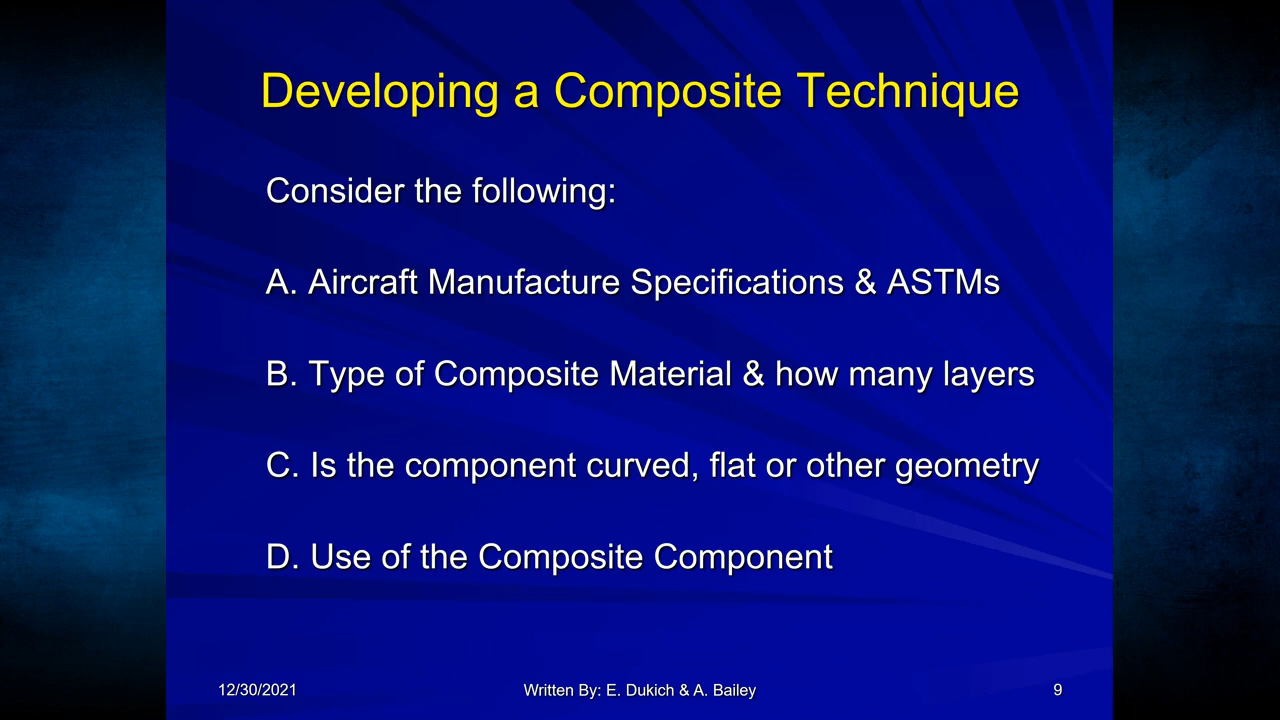 Developing a Composite Technique
Consider the following:
A. Aircraft Manufacture Specifications & ASTMs
B. Type of Composite Material & how many layers
C. Is the component curved, flat or other geometry
D. Use of the Composite Component
12/30/2021
Written By: E. Dukich & A. Bailey
9